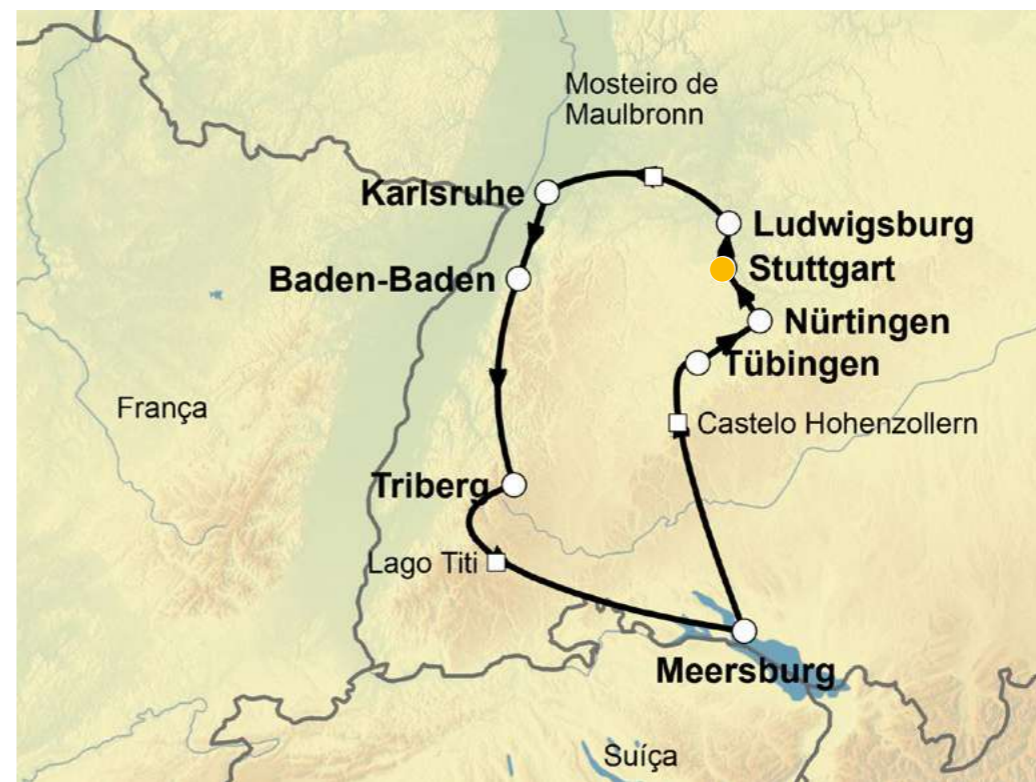 Mosteiro de
Maulbronn
Karlsruhe
Ludwigsburg
Stuttgart
Baden-Baden
Nürtingen
Tübingen
França
Castelo Hohenzollern
Triberg
Lago Titi
Meersburg
Suíça